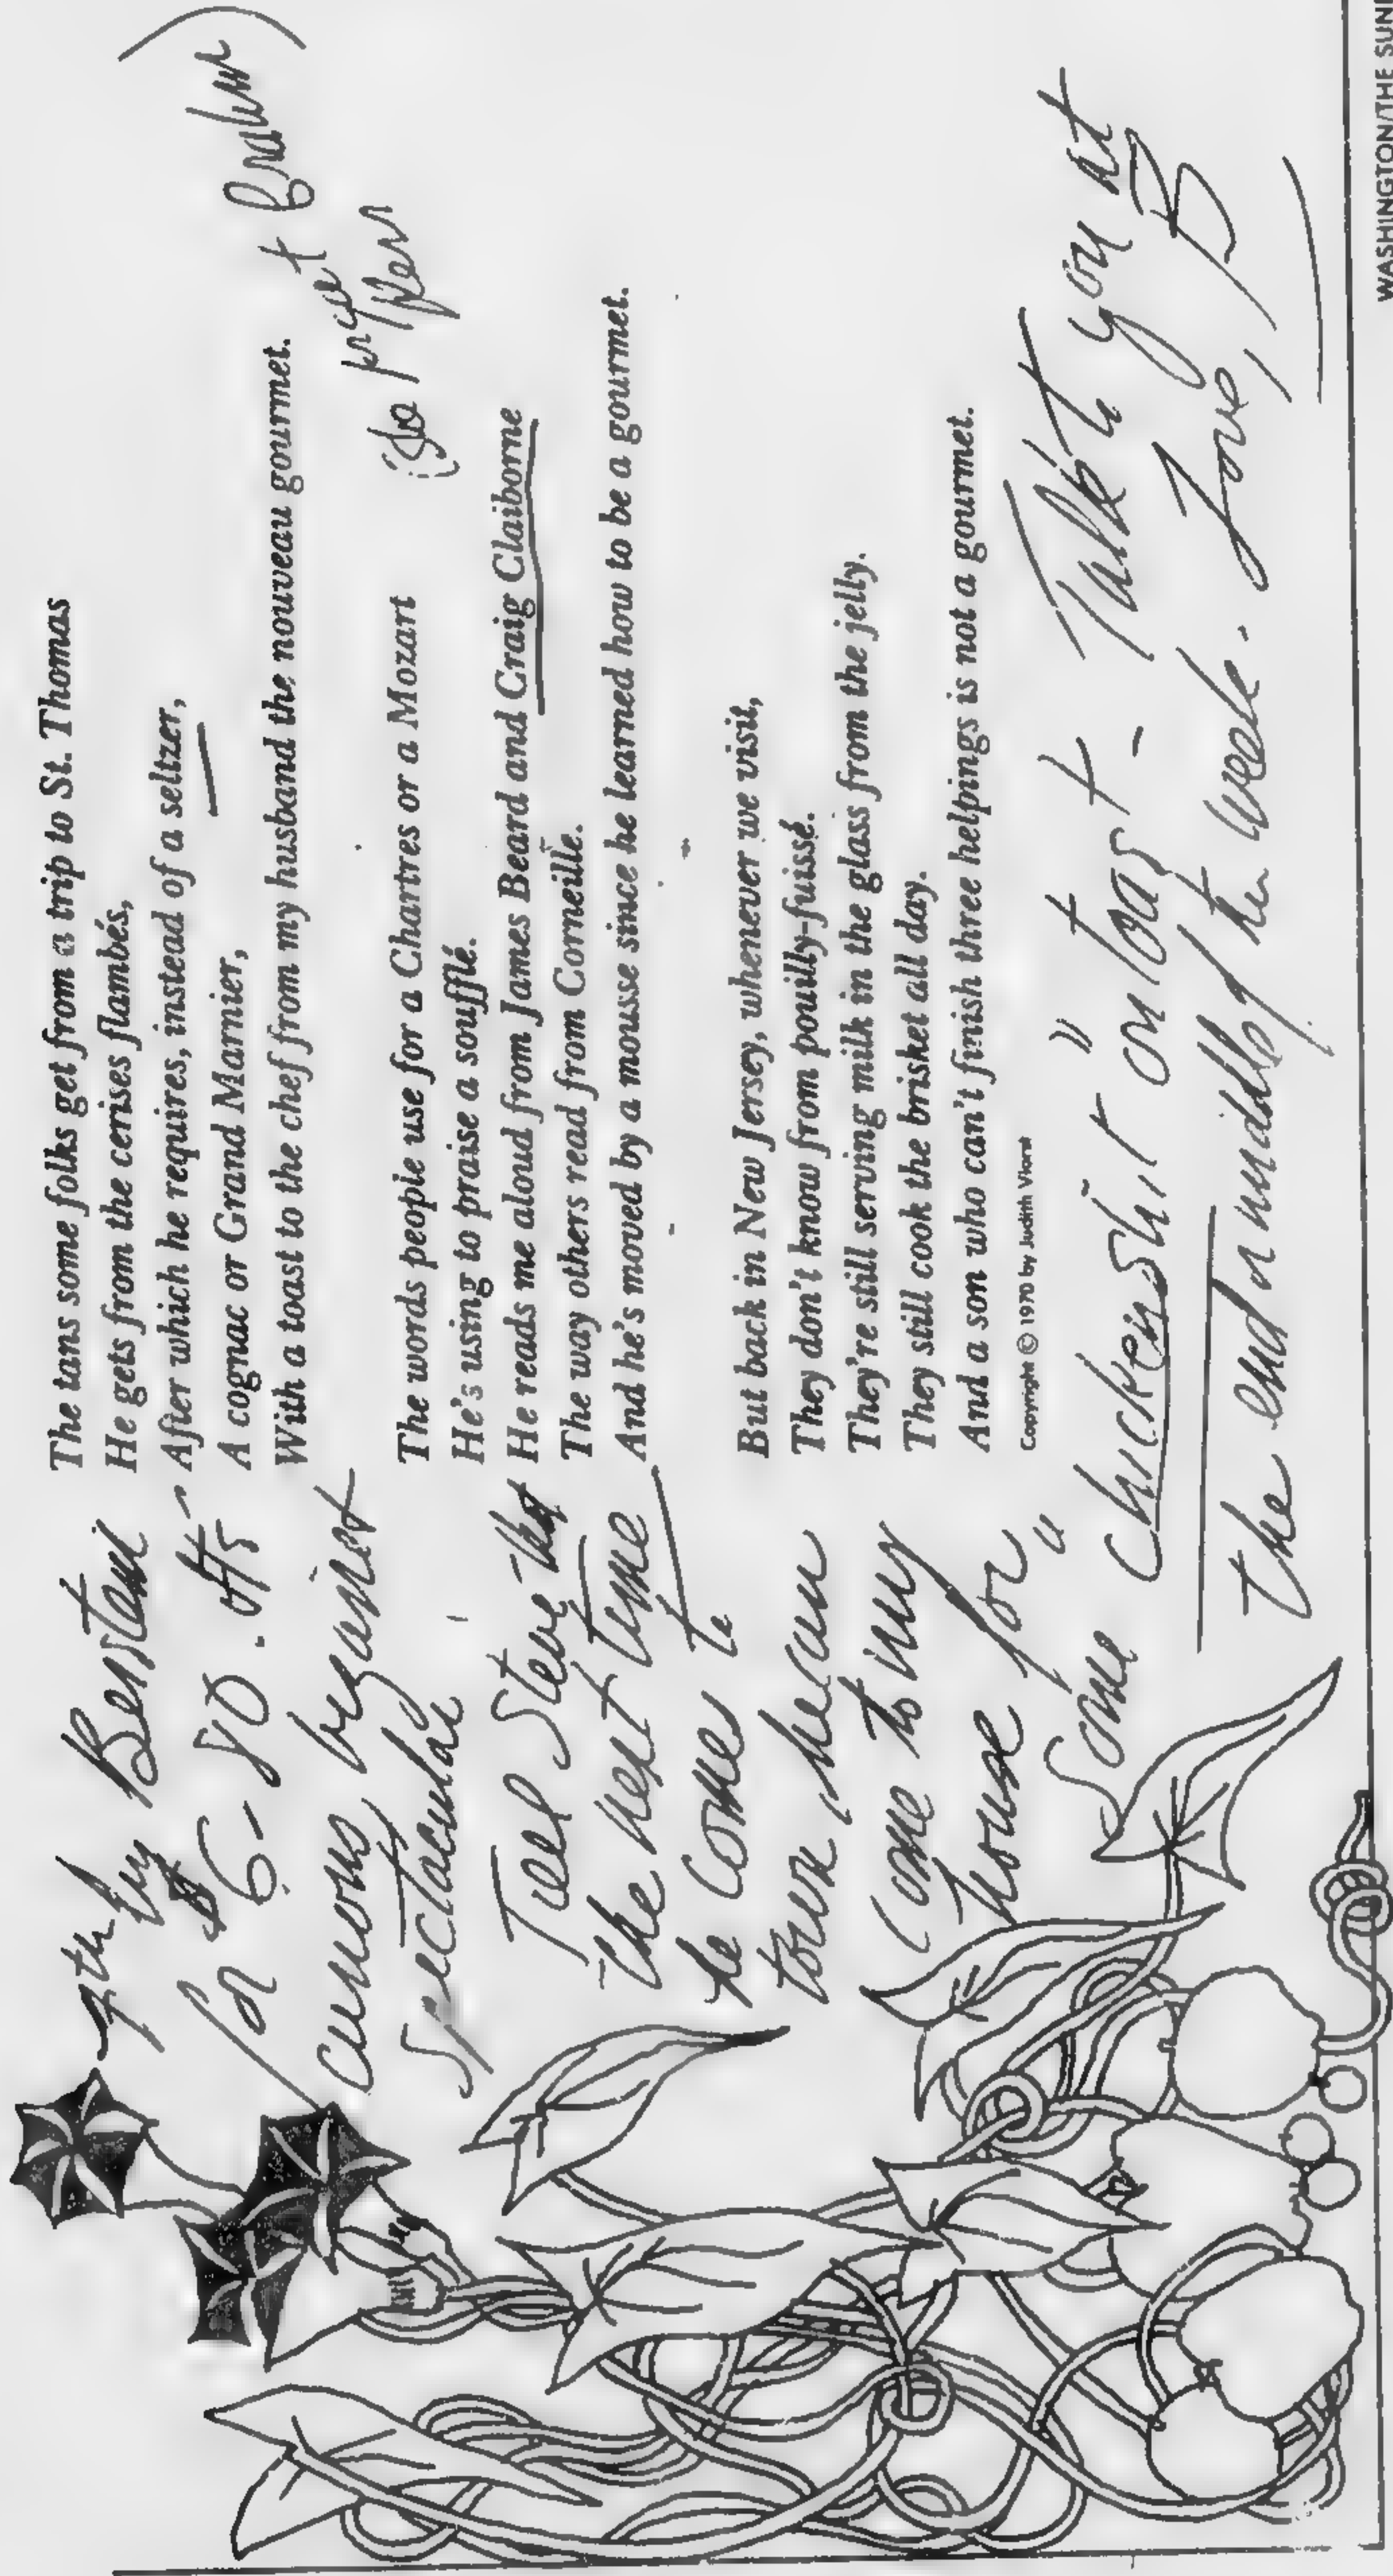 The tans some folks get from a trip to St. Thomas
He gets from the cerises flambés,
After which he requires, instead of a seltzer,
A cognac or Grand Marnier,
With a toast to the chef from my husband the nouveau gourmet.
The words people use for a Chartres or a Mozart
He's using to praise a soufflé.
He reads me aloud from James Beard and Craig Claiborne
The way others read from Corneille.
And he's moved by a mousse since he learned how to be a gourmet.
But back in New Jersey, whenever we visit,
They don't know from pouilly-fuissé.
They're still serving milk in the glass from the jelly.
They still cook the brisket all day.
And a son who can't finish three helpings is not a gourmet.
Copyright © 1970 by Judith Viorst
for $6-80.
curious
spectacular
Tell Steve that
the next time
he comes to
town he can
come to my
house for "
Some chickenshit" on toast - Talk to you at
the end or middle of the week. Love, B
WASHINGTON/THE SUN